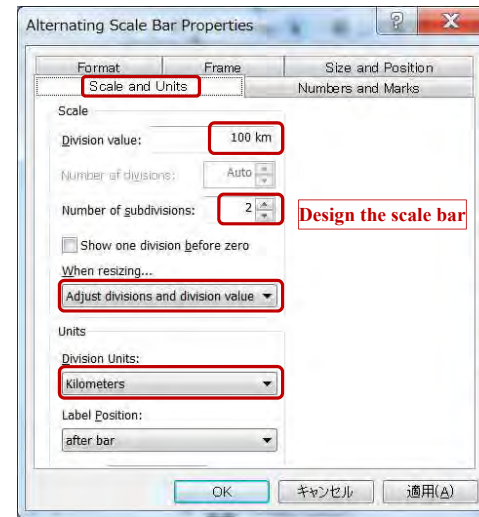 Alternating Scale Bar Properties
Format Frame Size and Position
Scale and Units Numbers and Marks
Scale
Division value: 100 km
Number of divisions: Auto
Number of subdivisions: 2
Design the scale bar
Show one division before zero
When resizing...
Adjust divisions and division value
Units
Division Units:
Kilometers
Label Position:
after bar
OK キャンセル 適用(A)